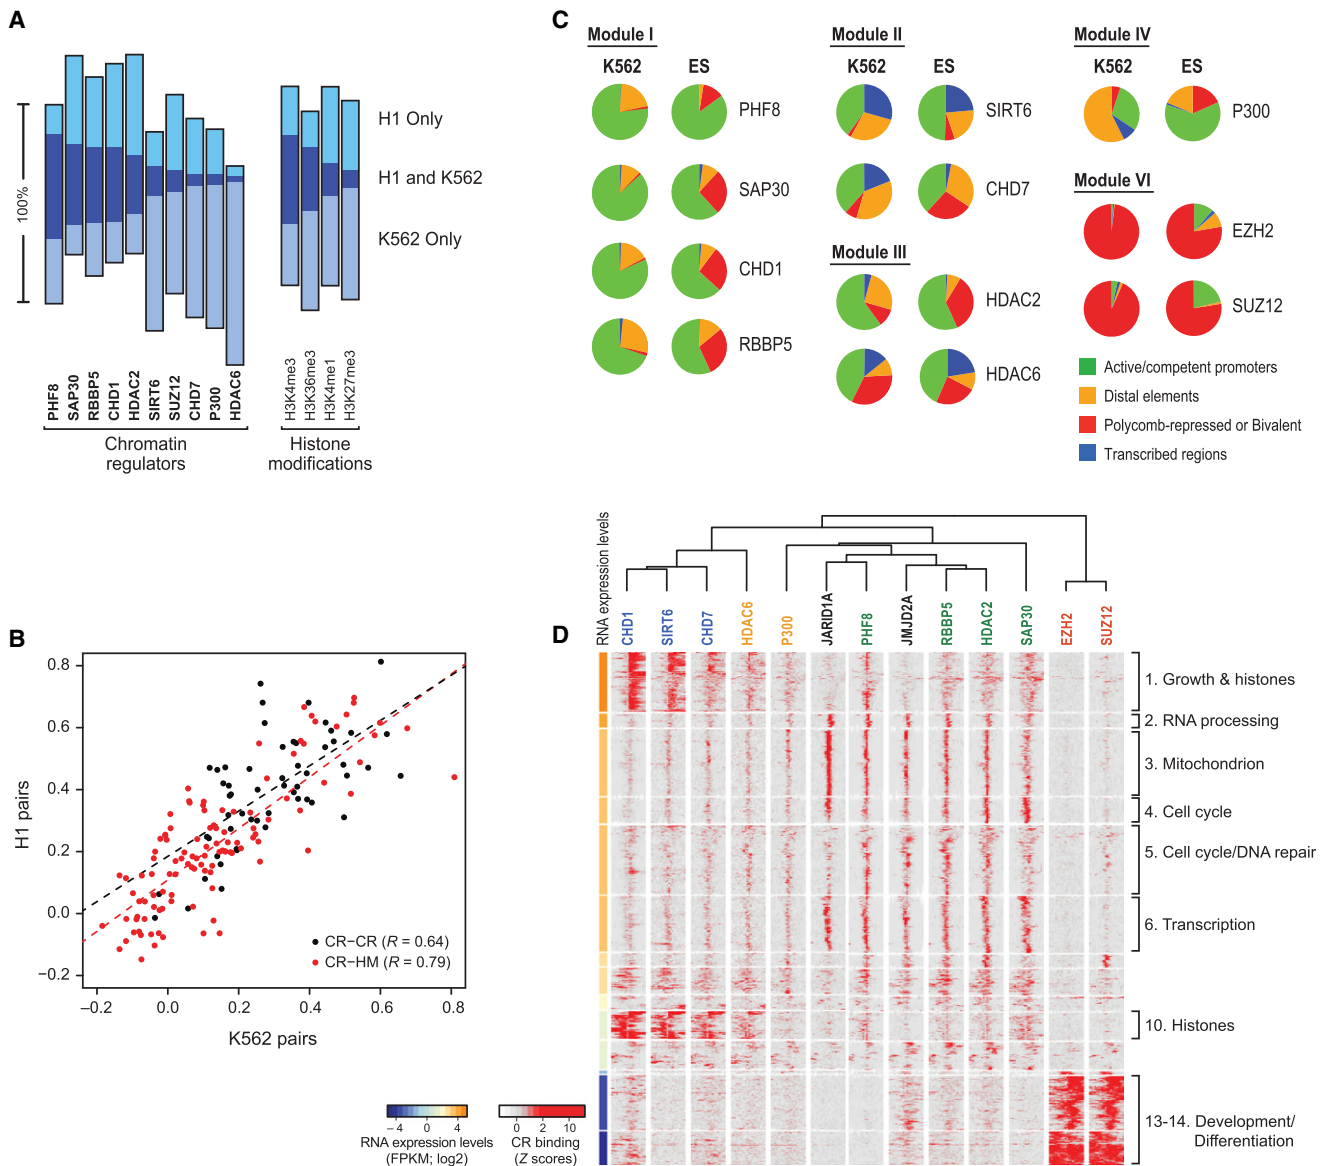 A
100%
H1 Only
H1 and K562
K562 Only
PHF8
SAP30
RBBP5
CHD1
HDAC2
SIRT6
SUZ12
CHD7
P300
HDAC6
H3K4me3
H3K36me3
H3K4me1
H3K27me3
Chromatin
regulators
Histone
modifications
B
H1 pairs
0.8
0.6
0.4
0.2
0.0
−0.2
−0.2
0.0
0.2
0.4
0.6
0.8
K562 pairs
CR−CR (R = 0.64)
CR−HM (R = 0.79)
C
Module I
K562 ES
PHF8
SAP30
CHD1
RBBP5
Module II
K562 ES
SIRT6
CHD7
Module III
HDAC2
HDAC6
Module IV
K562 ES
P300
Module VI
EZH2
SUZ12
Active/competent promoters
Distal elements
Polycomb-repressed or Bivalent
Transcribed regions
D
RNA expression levels
CHD1
SIRT6
CHD7
HDAC6
P300
JARID1A
PHF8
JMJD2A
RBBP5
HDAC2
SAP30
EZH2
SUZ12
1. Growth & histones
2. RNA processing
3. Mitochondrion
4. Cell cycle
5. Cell cycle/DNA repair
6. Transcription
10. Histones
13-14. Development/
Differentiation
−4 0 4
RNA expression levels
(FPKM; log2)
0 2 10
CR binding
(Z scores)